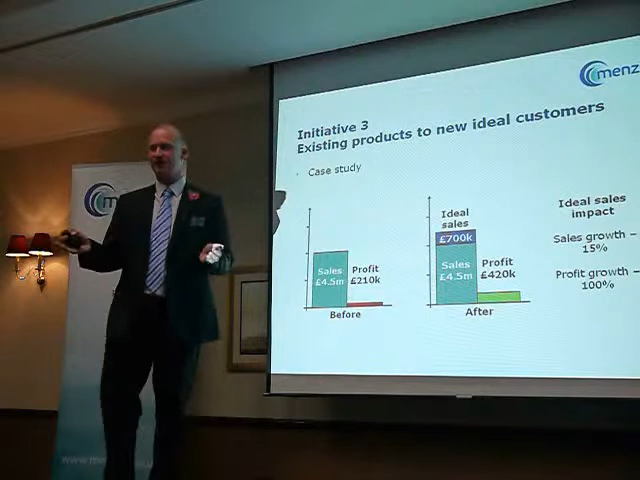 menz
Initiative 3
Existing products to new ideal customers
Case study
Ideal sales
impact
Sales growth –
15%
Profit growth –
100%
Sales
£4.5m
Profit
£210k
Before
Ideal
sales
£700k
Sales
£4.5m
Profit
£420k
After